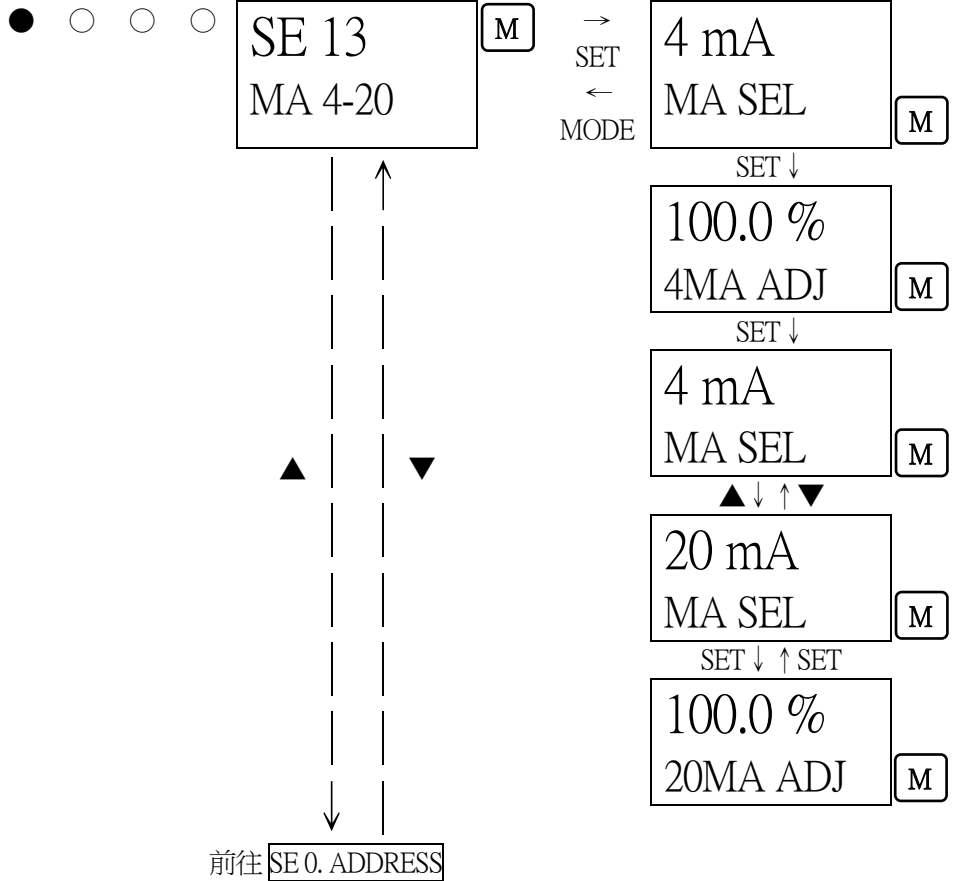 ● ○ ○ ○
SE 13
MA 4-20
M
→
SET
←
MODE
4 mA
MA SEL
M
SET ↓
100.0 %
4MA ADJ
M
SET ↓
4 mA
MA SEL
M
▲ ▼
▲ ↓ ↑ ▼
20 mA
MA SEL
M
SET ↓ ↑ SET
100.0 %
20MA ADJ
M
前往 SE 0. ADDRESS